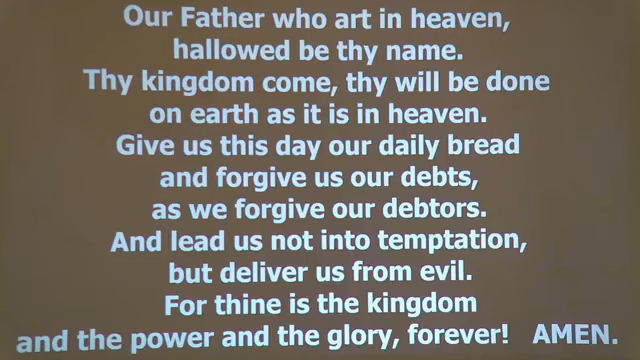 Our Father who art in heaven,
hallowed be thy name.
Thy kingdom come, thy will be done
on earth as it is in heaven.
Give us this day our daily bread
and forgive us our debts,
as we forgive our debtors.
And lead us not into temptation,
but deliver us from evil.
For thine is the kingdom
and the power and the glory, forever! AMEN.